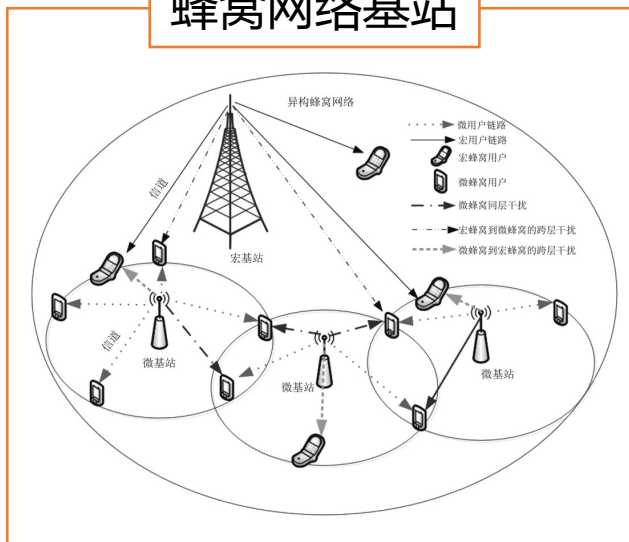 蜂窝网络基站
异构蜂窝网络
微用户链路
宏用户链路
宏蜂窝用户
微蜂窝用户
微蜂窝同层干扰
宏蜂窝到微蜂窝的跨层干扰
微蜂窝到宏蜂窝的跨层干扰
信道
宏基站
信道
微基站
微基站
微基站